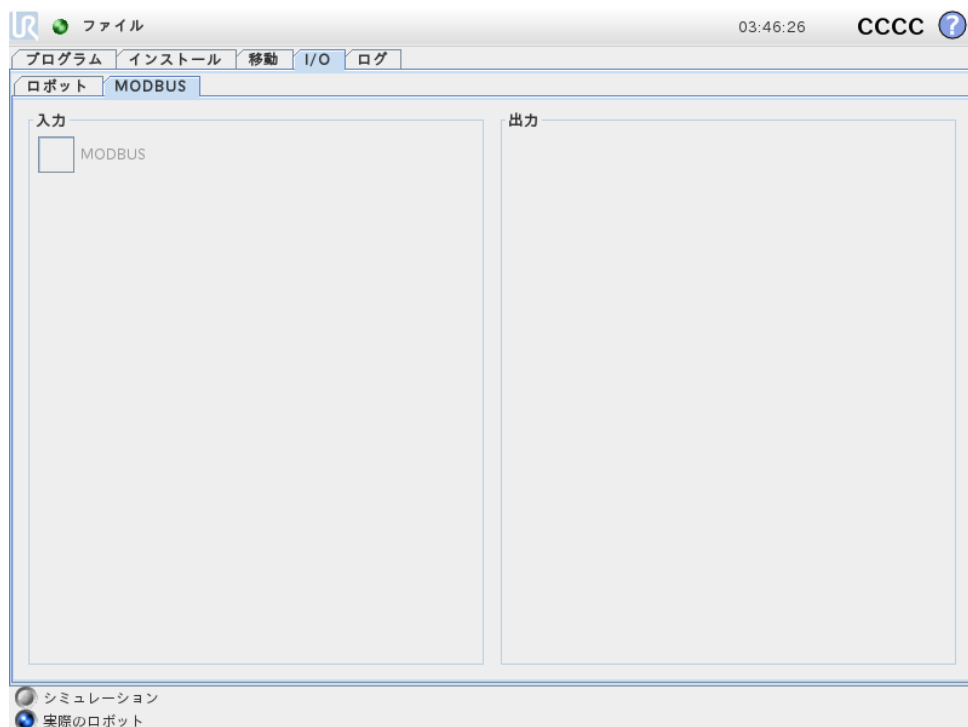 UR ファイル 03:46:26 CCCC ?
プログラム インストール 移動 I/O ログ
ロボット MODBUS
入力 出力
MODBUS
シミュレーション
実際のロボット